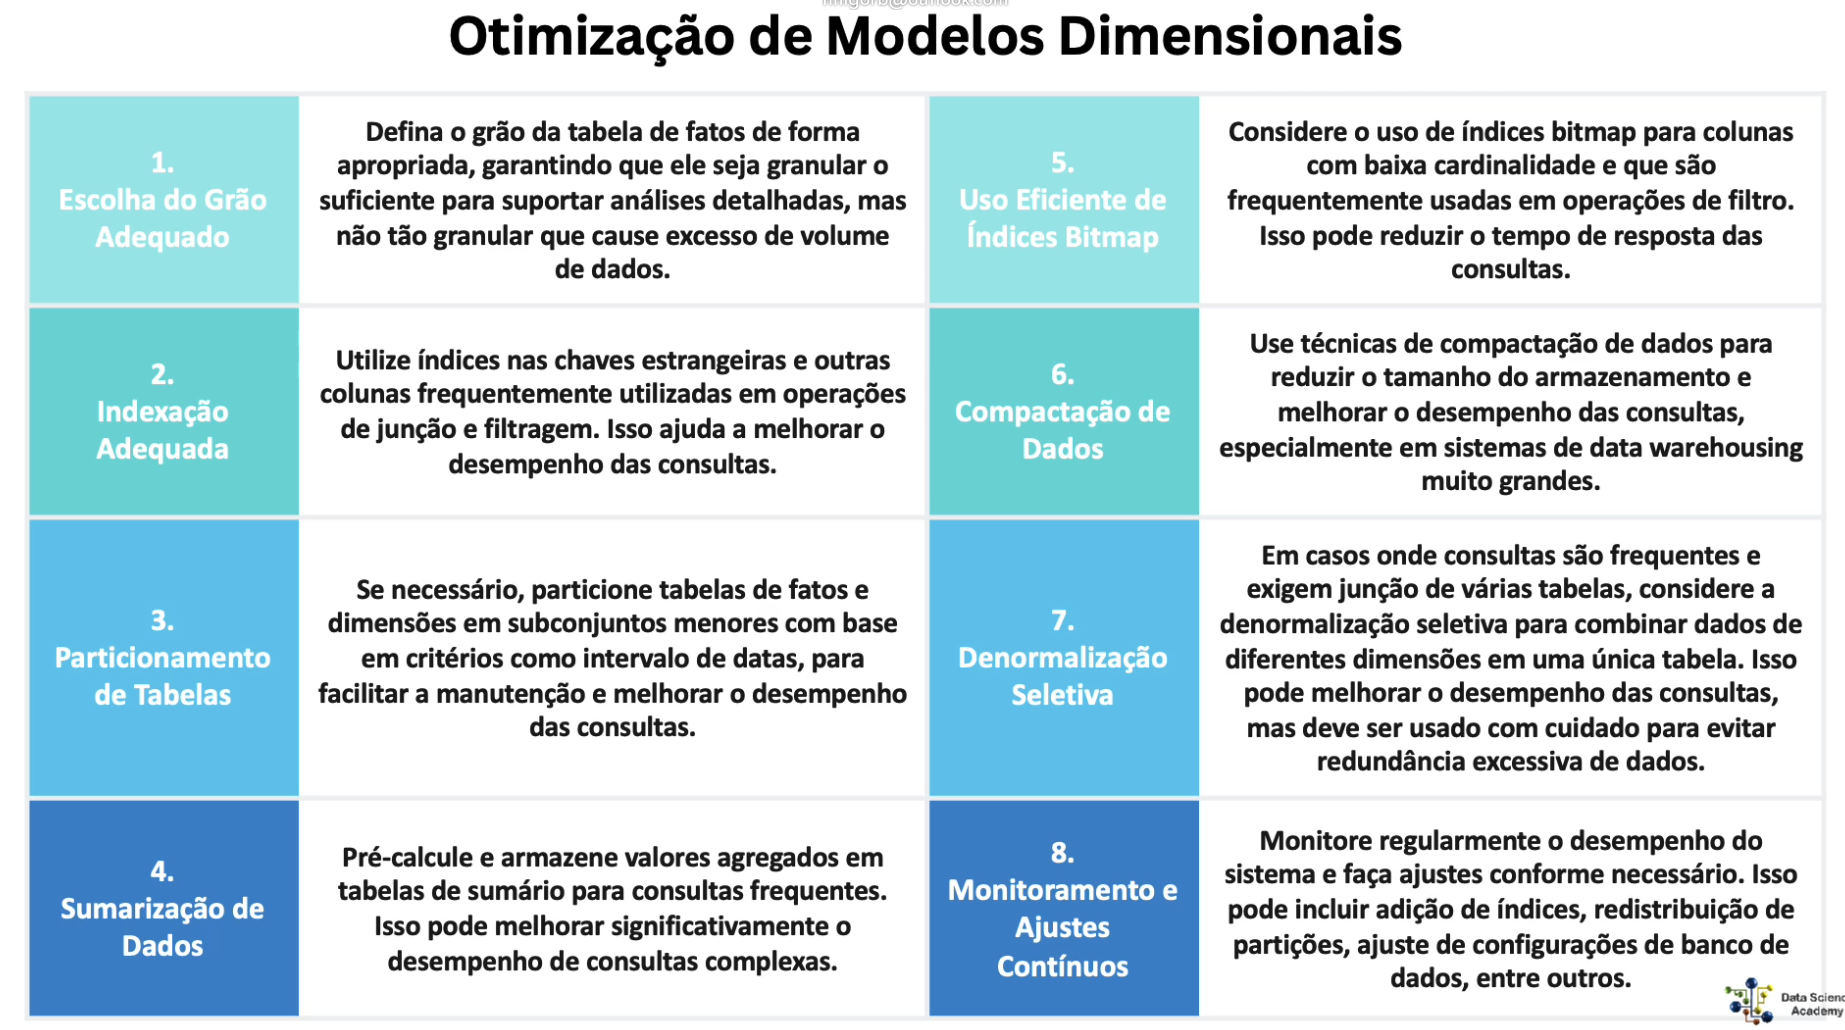 Otimização de Modelos Dimensionais
1.
Escolha do Grão
Adequado
Defina o grão da tabela de fatos de forma
apropriada, garantindo que ele seja granular o
suficiente para suportar análises detalhadas, mas
não tão granular que cause excesso de volume
de dados.
2.
Indexação
Adequada
Utilize índices nas chaves estrangeiras e outras
colunas frequentemente utilizadas em operações
de junção e filtragem. Isso ajuda a melhorar o
desempenho das consultas.
3.
Particionamento
de Tabelas
Se necessário, particione tabelas de fatos e
dimensões em subconjuntos menores com base
em critérios como intervalo de datas, para
facilitar a manutenção e melhorar o desempenho
das consultas.
4.
Sumarização de
Dados
Pré-calcule e armazene valores agregados em
tabelas de sumário para consultas frequentes.
Isso pode melhorar significativamente o
desempenho de consultas complexas.
5.
Uso Eficiente de
Índices Bitmap
Considere o uso de índices bitmap para colunas
com baixa cardinalidade e que são
frequentemente usadas em operações de filtro.
Isso pode reduzir o tempo de resposta das
consultas.
6.
Compactação de
Dados
Use técnicas de compactação de dados para
reduzir o tamanho do armazenamento e
melhorar o desempenho das consultas,
especialmente em sistemas de data warehousing
muito grandes.
7.
Denormalização
Seletiva
Em casos onde consultas são frequentes e
exigem junção de várias tabelas, considere a
denormalização seletiva para combinar dados de
diferentes dimensões em uma única tabela. Isso
pode melhorar o desempenho das consultas,
mas deve ser usado com cuidado para evitar
redundância excessiva de dados.
8.
Monitoramento e
Ajustes
Contínuos
Monitore regularmente o desempenho do
sistema e faça ajustes conforme necessário. Isso
pode incluir adição de índices, redistribuição de
partições, ajuste de configurações de banco de
dados, entre outros.
Data Scienc
Academy